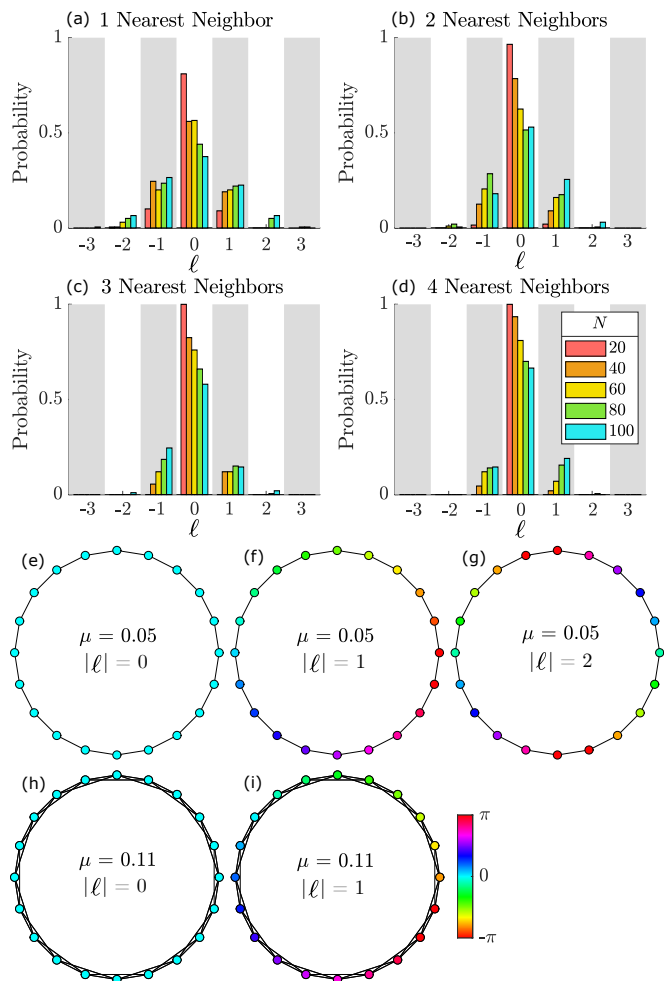 (a) 1 Nearest Neighbor
(b) 2 Nearest Neighbors
Probability
1
0.5
0
-3 -2 -1 0 1 2 3
ℓ
Probability
1
0.5
0
-3 -2 -1 0 1 2 3
ℓ
(c) 3 Nearest Neighbors
(d) 4 Nearest Neighbors
Probability
1
0.5
0
-3 -2 -1 0 1 2 3
ℓ
Probability
1
0.5
0
-3 -2 -1 0 1 2 3
ℓ
N
20
40
60
80
100
(e)
μ = 0.05
|ℓ| = 0
(f)
μ = 0.05
|ℓ| = 1
(g)
μ = 0.05
|ℓ| = 2
(h)
μ = 0.11
|ℓ| = 0
(i)
μ = 0.11
|ℓ| = 1
π
0
-π